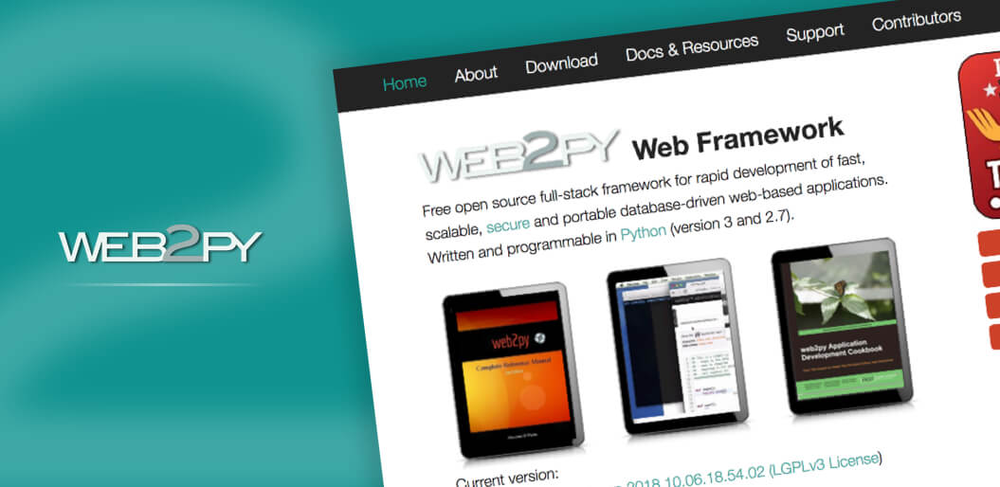 WEB2PY
Home About Download Docs & Resources Support Contributors
WEB2PY Web Framework
Free open source full-stack framework for rapid development of fast,
scalable, secure and portable database-driven web-based applications.
Written and programmable in Python (version 3 and 2.7).
web2py
Complete Reference Manual
web2py Application
Development Cookbook
Current version:
2018.10.06.18.54.02 (LGPLv3 License)